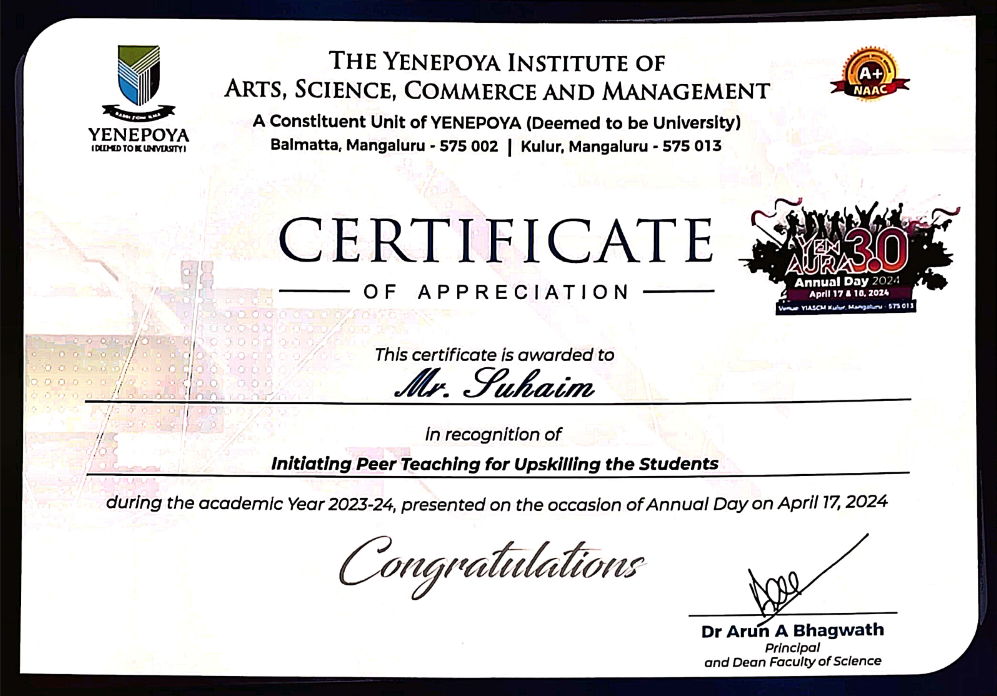 THE YENEPOYA INSTITUTE OF
ARTS, SCIENCE, COMMERCE AND MANAGEMENT
A Constituent Unit of YENEPOYA (Deemed to be University)
Balmatta, Mangaluru - 575 002 | Kulur, Mangaluru - 575 013
YENEPOYA
(DEEMED TO BE UNIVERSITY)
A+
NAAC
CERTIFICATE
OF APPRECIATION
YEN
AURA 3.0
Annual Day 2024
April 17 & 18, 2024
Venue: YIASCM Kulur, Mangaluru - 575 013
This certificate is awarded to
Mr. Suhaim
in recognition of
Initiating Peer Teaching for Upskilling the Students
during the academic Year 2023-24, presented on the occasion of Annual Day on April 17, 2024
Congratulations
Dr Arun A Bhagwath
Principal
and Dean Faculty of Science